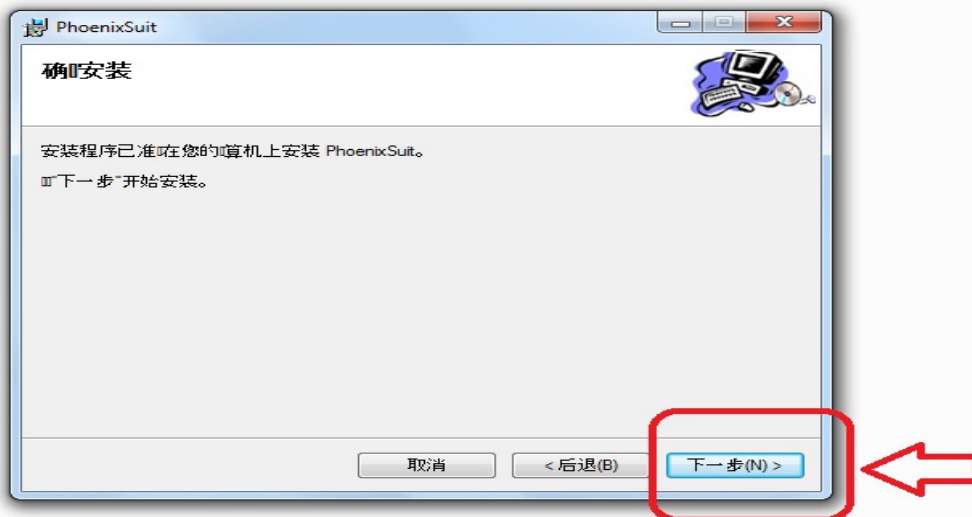 PhoenixSuit
确安装
安装程序已准在您的算机上安装 PhoenixSuit。
"下一步"开始安装。
取消
< 后退(B)
下一步(N) >